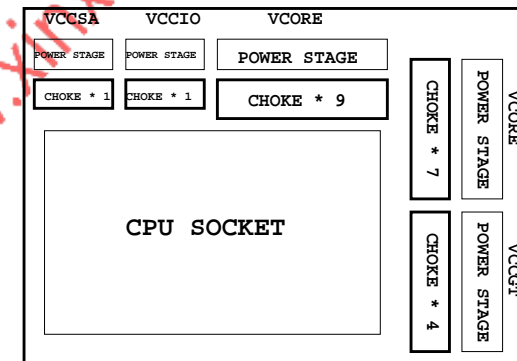 VCCSA VCCIO VCORE
POWER STAGE POWER STAGE POWER STAGE
CHOKE * 1 CHOKE * 1 CHOKE * 9
CPU SOCKET
CHOKE * 7
POWER STAGE
VCORE
CHOKE * 4
POWER STAGE
VCCGT